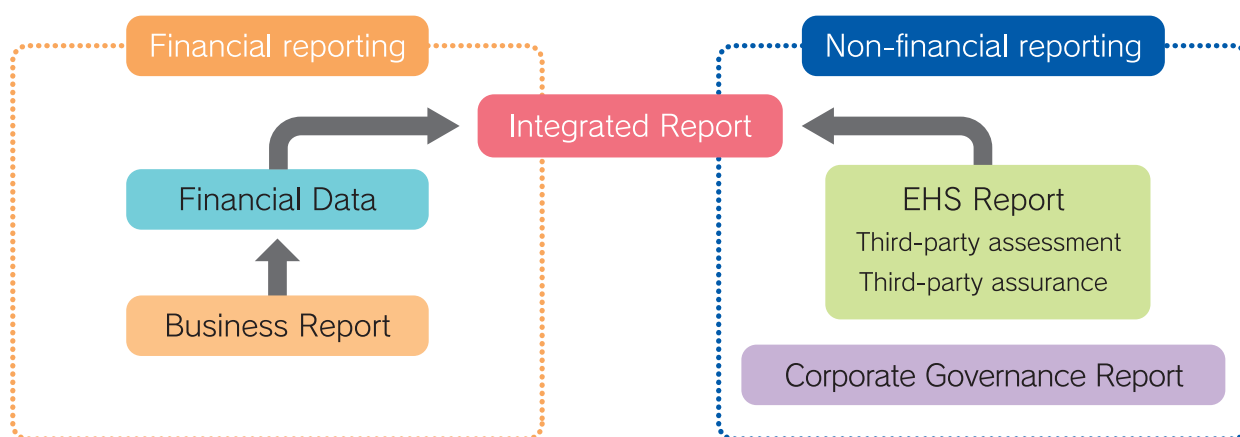 Financial reporting
Non-financial reporting
Integrated Report
Financial Data
EHS Report
Third-party assessment
Third-party assurance
Business Report
Corporate Governance Report